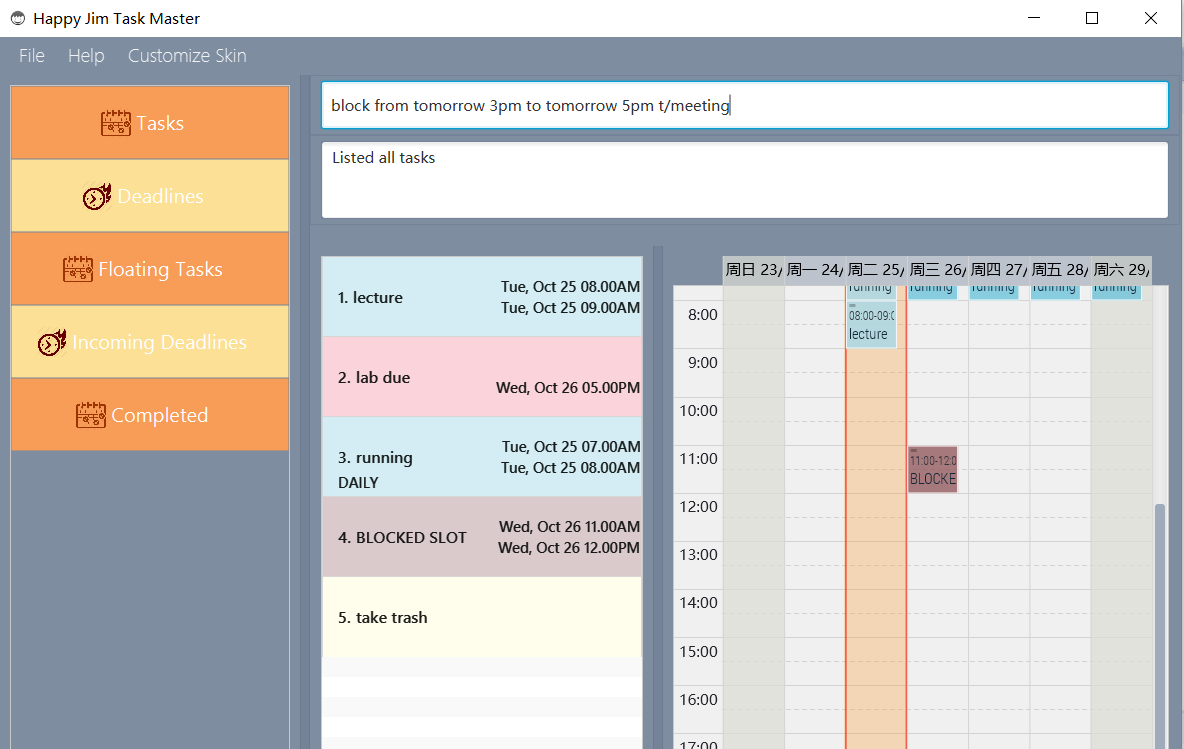 Happy Jim Task Master
File Help Customize Skin
Tasks
Deadlines
Floating Tasks
Incoming Deadlines
Completed
block from tomorrow 3pm to tomorrow 5pm t/meeting
Listed all tasks
1. lecture
Tue, Oct 25 08.00AM
Tue, Oct 25 09.00AM
2. lab due
Wed, Oct 26 05.00PM
3. running
DAILY
Tue, Oct 25 07.00AM
Tue, Oct 25 08.00AM
4. BLOCKED SLOT
Wed, Oct 26 11.00AM
Wed, Oct 26 12.00PM
5. take trash
周日 23/ 周一 24/ 周二 25/ 周三 26/ 周四 27/ 周五 28/ 周六 29/
running running running running running
8:00
08:00-09:0
lecture
9:00
10:00
11:00
11:00-12:0
BLOCKE
12:00
13:00
14:00
15:00
16:00
17:00